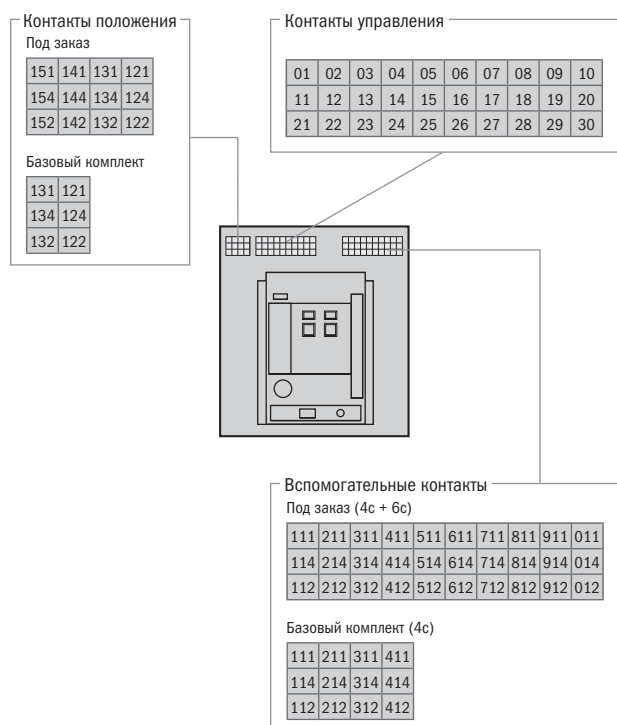 Контакты положения
Под заказ
151 141 131 121
154 144 134 124
152 142 132 122
Базовый комплект
131 121
134 124
132 122
Контакты управления
01 02 03 04 05 06 07 08 09 10
11 12 13 14 15 16 17 18 19 20
21 22 23 24 25 26 27 28 29 30
Вспомогательные контакты
Под заказ (4c + 6c)
111 211 311 411 511 611 711 811 911 011
114 214 314 414 514 614 714 814 914 014
112 212 312 412 512 612 712 812 912 012
Базовый комплект (4c)
111 211 311 411
114 214 314 414
112 212 312 412